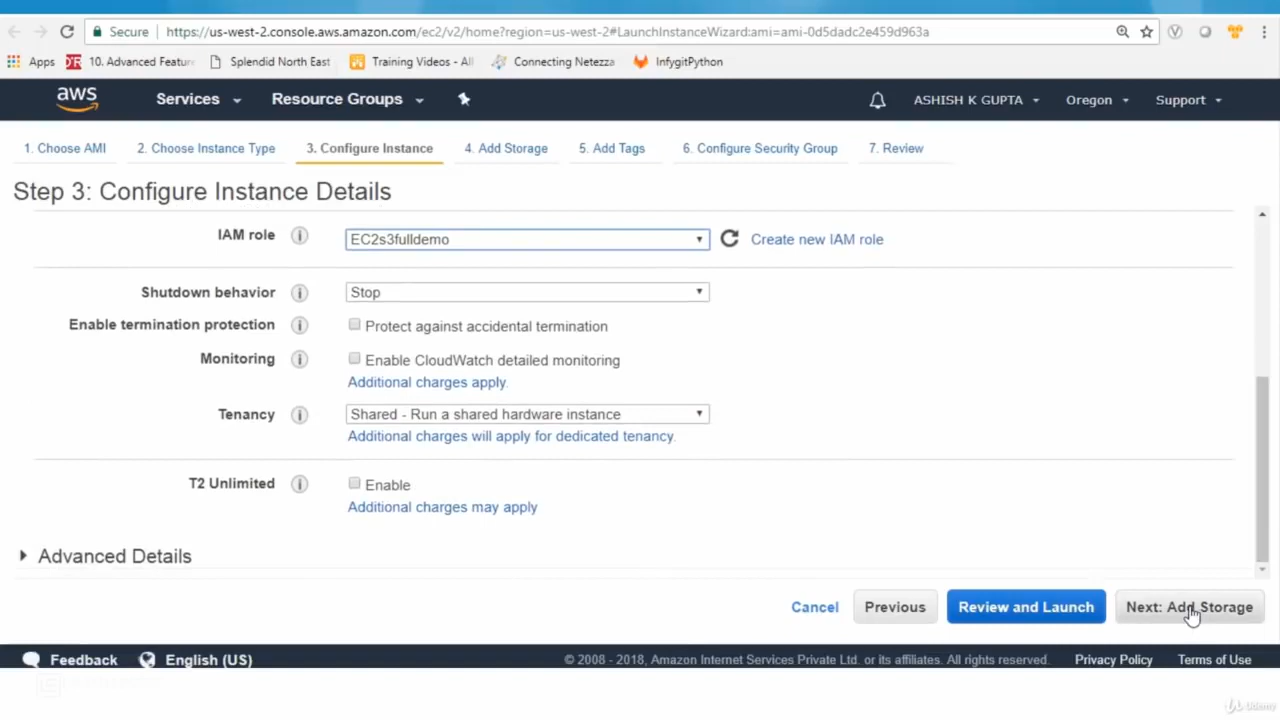 Secure https://us-west-2.console.aws.amazon.com/ec2/v2/home?region=us-west-2#LaunchInstanceWizard:ami=ami-0d5dadc2e459d963a
Apps 10. Advanced Featur Splendid North East Training Videos - All Connecting Netezza InfygitPython
aws Services Resource Groups ASHISH K GUPTA Oregon Support
1. Choose AMI 2. Choose Instance Type 3. Configure Instance 4. Add Storage 5. Add Tags 6. Configure Security Group 7. Review
Step 3: Configure Instance Details
IAM role i EC2s3fulldemo Create new IAM role
Shutdown behavior i Stop
Enable termination protection i Protect against accidental termination
Monitoring i Enable CloudWatch detailed monitoring
Additional charges apply.
Tenancy i Shared - Run a shared hardware instance
Additional charges will apply for dedicated tenancy.
T2 Unlimited i Enable
Additional charges may apply
Advanced Details
Cancel Previous Review and Launch Next: Add Storage
Feedback English (US) © 2008 - 2018, Amazon Internet Services Private Ltd. or its affiliates. All rights reserved. Privacy Policy Terms of Use
Udemy